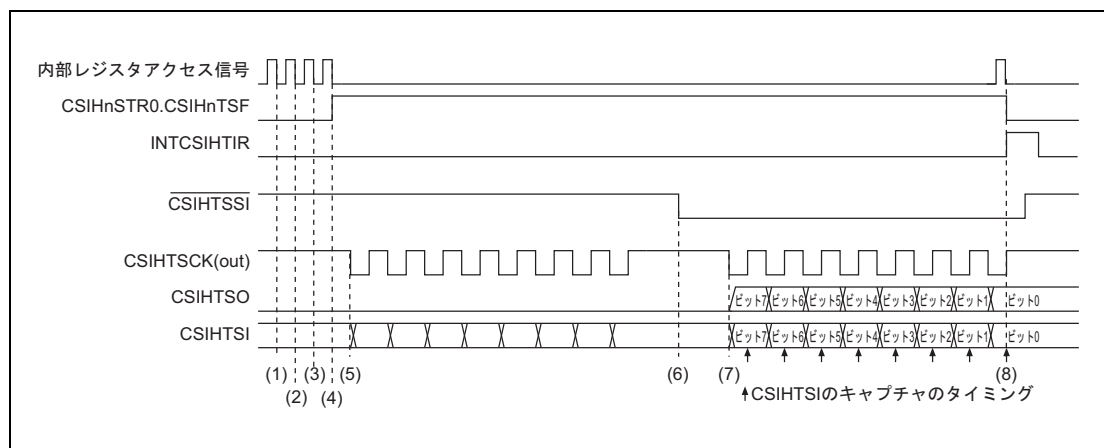 内部レジスタアクセス信号
CSIHnSTR0.CSIHnTSF
INTCSIHTIR
CSIHTSSI
CSIHTSCK(out)
CSIHTSO
ビット7 ビット6 ビット5 ビット4 ビット3 ビット2 ビット1 ビット0
CSIHTSI
ビット7 ビット6 ビット5 ビット4 ビット3 ビット2 ビット1 ビット0
(1) (3) (5) (6) (7) (8)
(2) (4)
CSIHTSIのキャプチャのタイミング